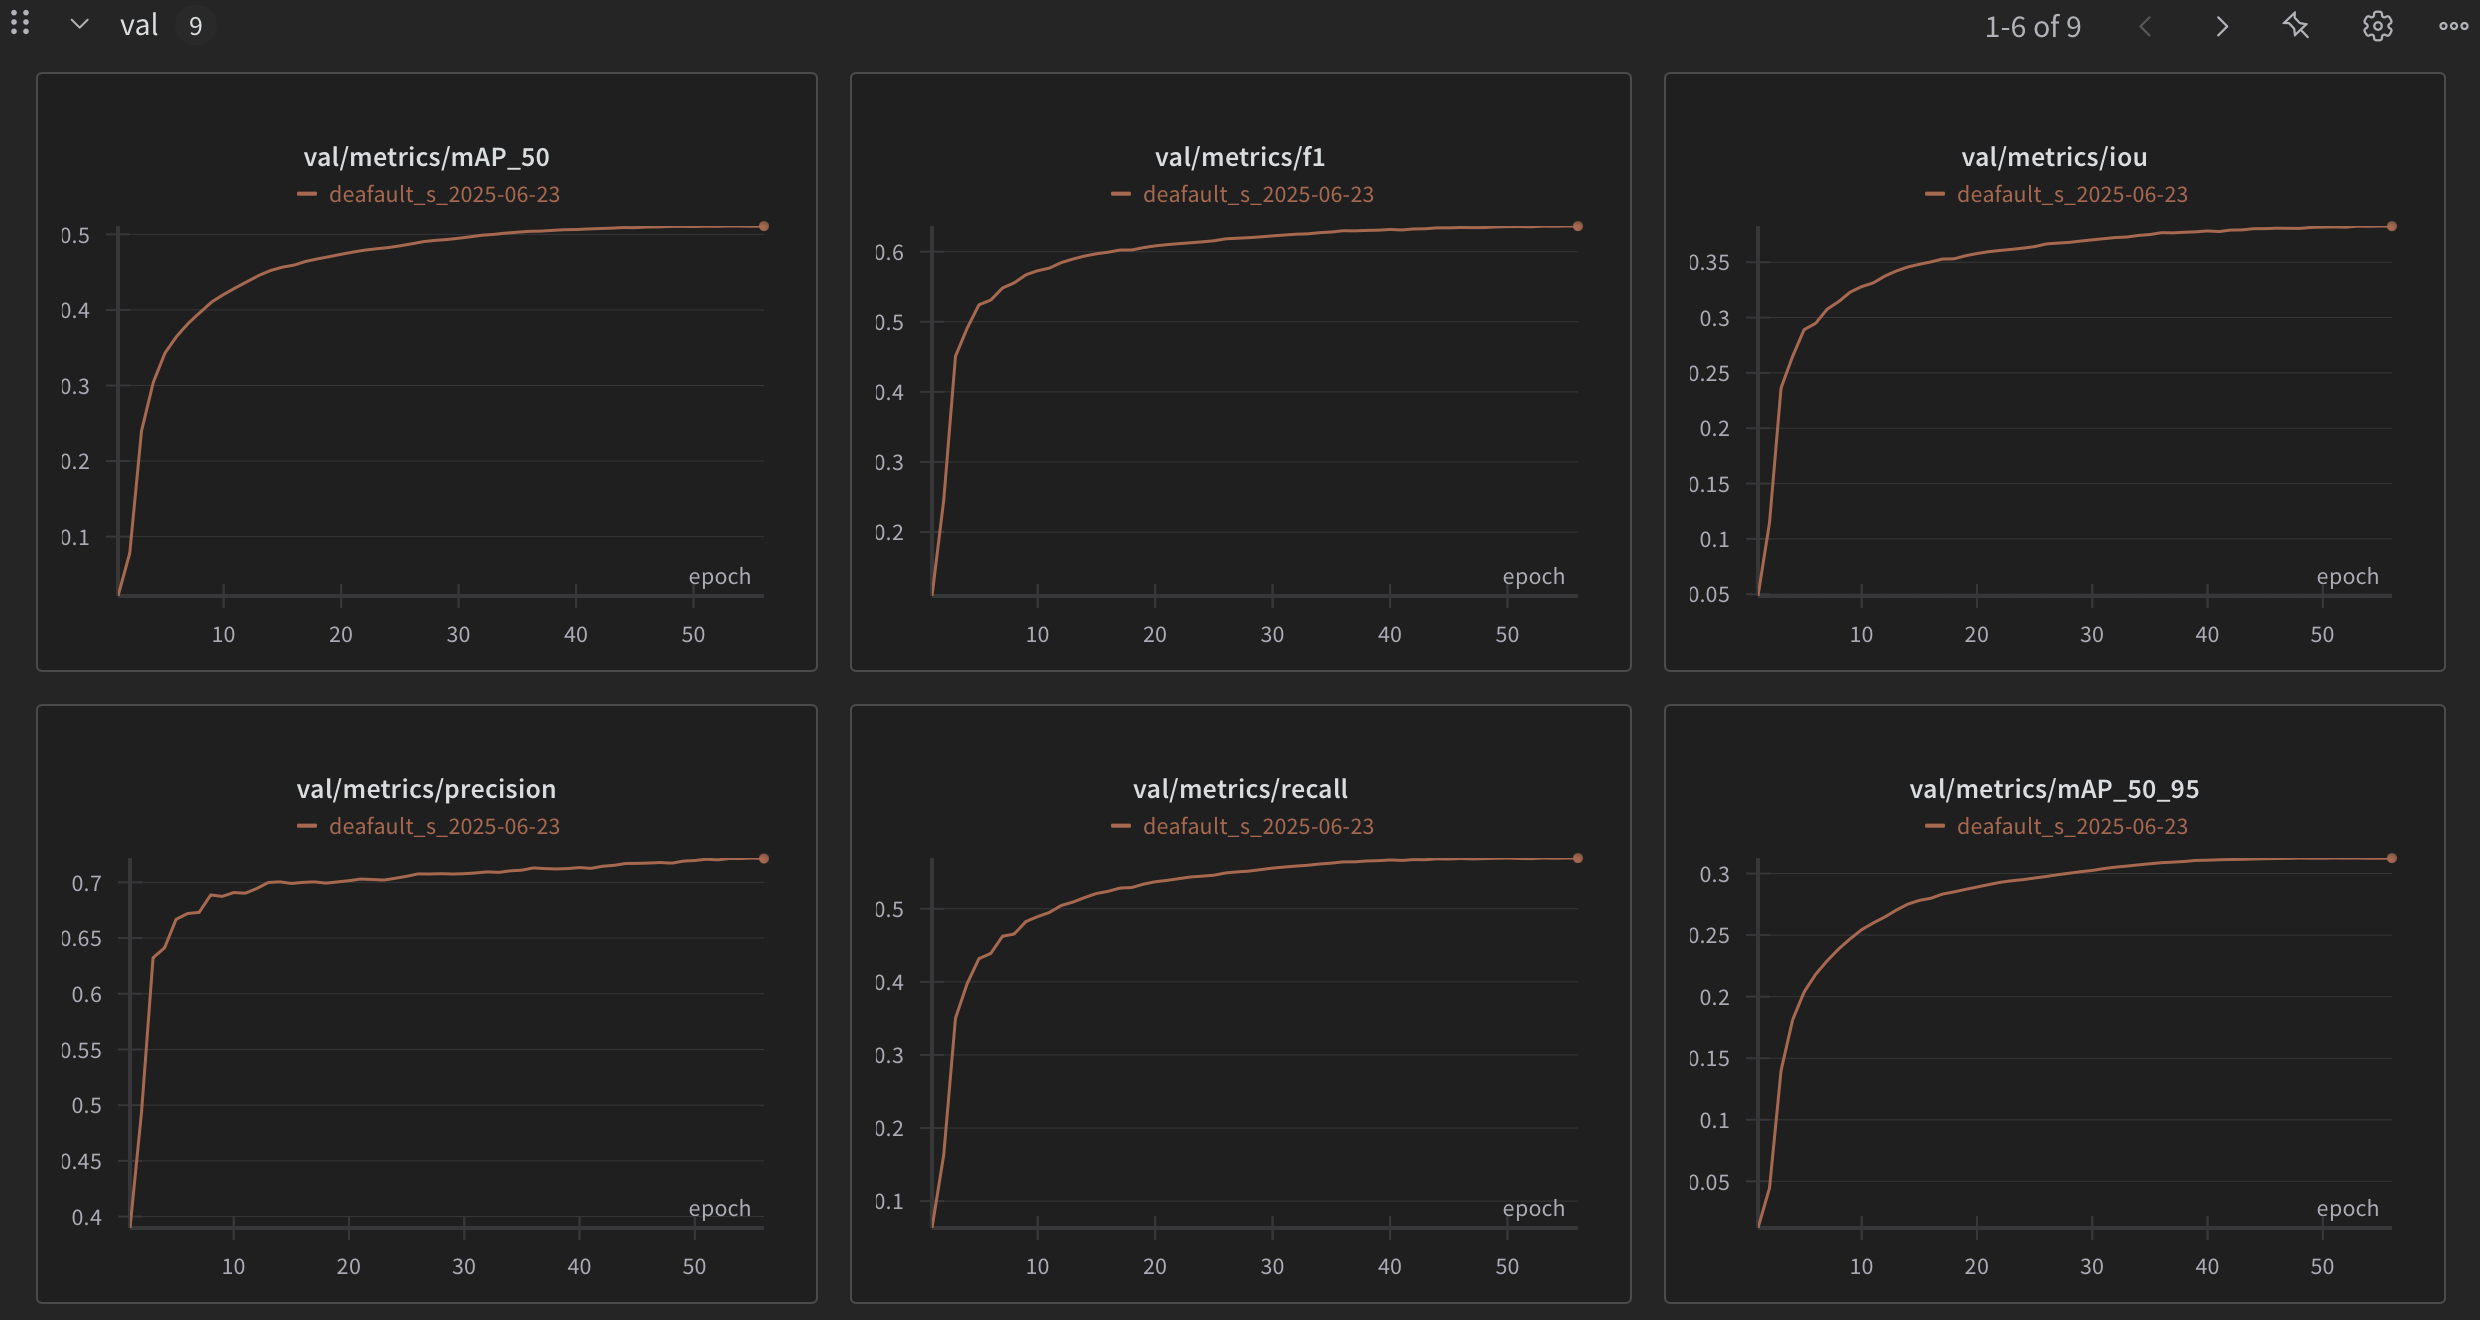 val 9 1-6 of 9
val/metrics/mAP_50
deafault_s_2025-06-23
0.5
0.4
0.3
0.2
0.1
epoch
10 20 30 40 50
val/metrics/f1
deafault_s_2025-06-23
0.6
0.5
0.4
0.3
0.2
epoch
10 20 30 40 50
val/metrics/iou
deafault_s_2025-06-23
0.35
0.3
0.25
0.2
0.15
0.1
0.05
epoch
10 20 30 40 50
val/metrics/precision
deafault_s_2025-06-23
0.7
0.65
0.6
0.55
0.5
0.45
0.4
epoch
10 20 30 40 50
val/metrics/recall
deafault_s_2025-06-23
0.5
0.4
0.3
0.2
0.1
epoch
10 20 30 40 50
val/metrics/mAP_50_95
deafault_s_2025-06-23
0.3
0.25
0.2
0.15
0.1
0.05
epoch
10 20 30 40 50